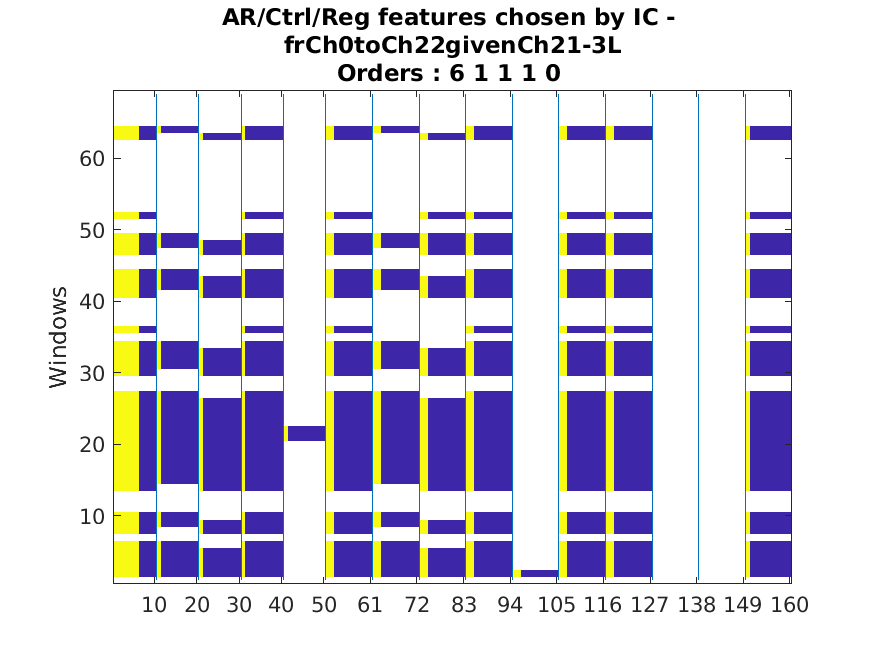 AR/Ctrl/Reg features chosen by IC -
frCh0toCh22givenCh21-3L
Orders : 6 1 1 1 0
60
50
40
30
20
10
Windows
10 20 30 40 50 61 72 83 94 105 116 127 138 149 160